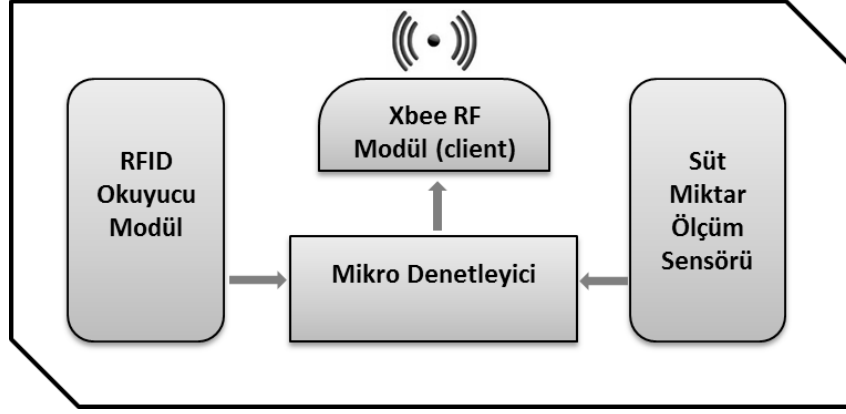 RFID
Okuyucu
Modül
Xbee RF
Modül (client)
Mikro Denetleyici
Süt
Miktar
Ölçüm
Sensörü